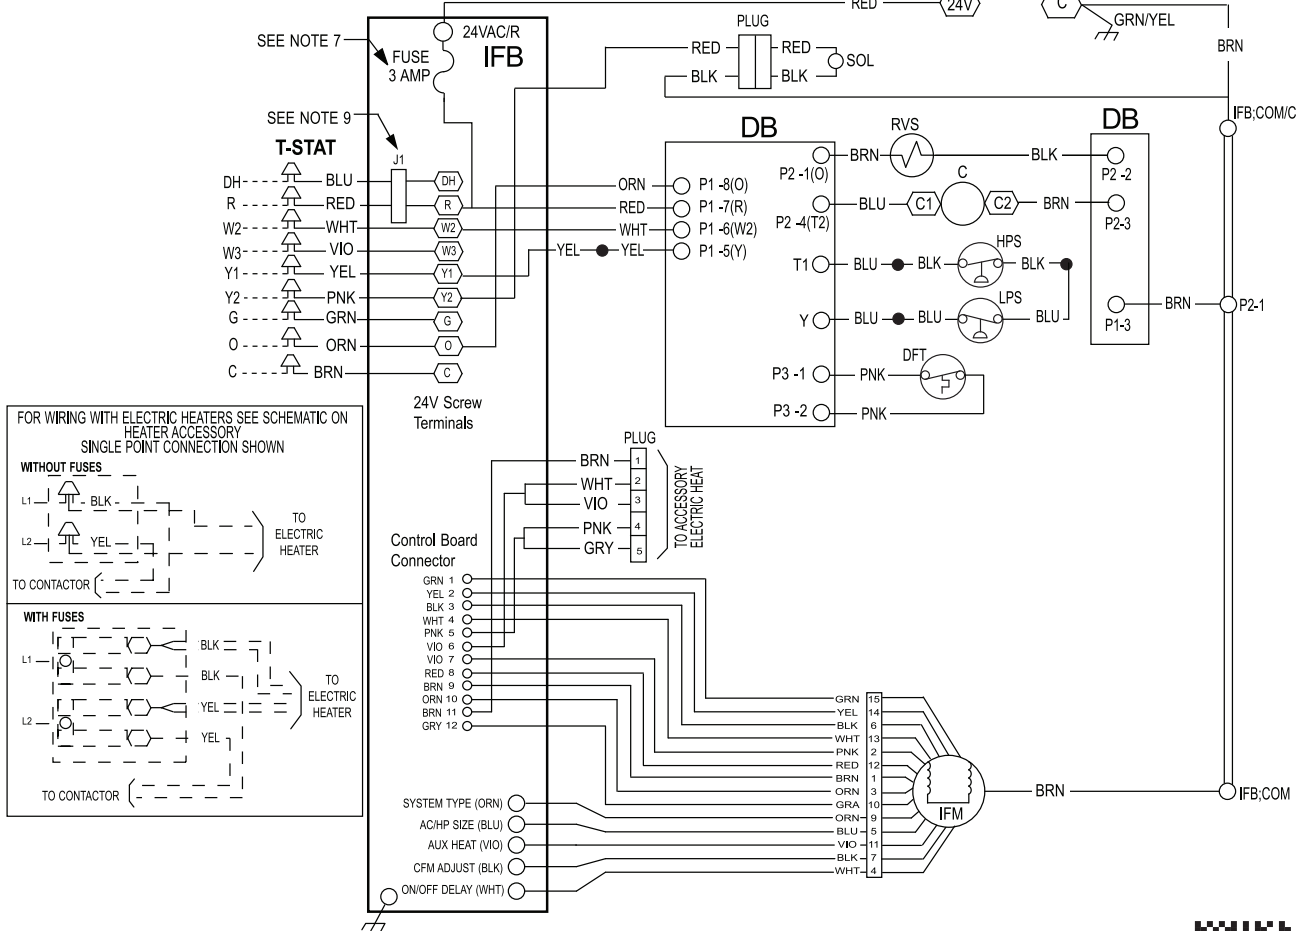 RED
24V
C
GRN/YEL
BRN
SEE NOTE 7
24VAC/R
IFB
FUSE
3 AMP
PLUG
RED
RED
SOL
BLK
BLK
SEE NOTE 9
T-STAT
J1
DB
RVS
DB
IFB;COM/C
DH
BLU
DH
R
RED
R
W2
WHT
W2
W3
VIO
W3
Y1
YEL
Y1
Y2
PNK
Y2
G
GRN
G
O
ORN
O
C
BRN
C
24V Screw
Terminals
ORN
P1 -8(O)
RED
P1 -7(R)
WHT
P1 -6(W2)
YEL
YEL
P1 -5(Y)
P2 -1(O)
BRN
BLK
P2 -2
C
P2 -4(T2)
BLU
C1
C2
BRN
P2-3
HPS
T1
BLU
BLK
BLK
LPS
Y
BLU
BLU
BLU
P1-3
BRN
P2-1
DFT
P3 -1
PNK
P3 -2
PNK
FOR WIRING WITH ELECTRIC HEATERS SEE SCHEMATIC ON
HEATER ACCESSORY
SINGLE POINT CONNECTION SHOWN
WITHOUT FUSES
L1
BLK
L2
YEL
TO
ELECTRIC
HEATER
TO CONTACTOR
WITH FUSES
L1
BLK
BLK
L2
YEL
YEL
TO
ELECTRIC
HEATER
TO CONTACTOR
PLUG
BRN 1
WHT 2
VIO 3
PNK 4
GRY 5
TO ACCESSORY
ELECTRIC HEAT
Control Board
Connector
GRN 1
YEL 2
BLK 3
WHT 4
PNK 5
VIO 6
VIO 7
RED 8
BRN 9
ORN 10
BRN 11
GRY 12
GRN 15
YEL 14
BLK 6
WHT 13
PNK 2
RED 12
BRN 1
ORN 3
GRA 10
ORN 9
BLU 5
VIO 11
BLK 7
WHT 4
IFM
BRN
IFB;COM
SYSTEM TYPE (ORN)
AC/HP SIZE (BLU)
AUX HEAT (VIO)
CFM ADJUST (BLK)
ON/OFF DELAY (WHT)